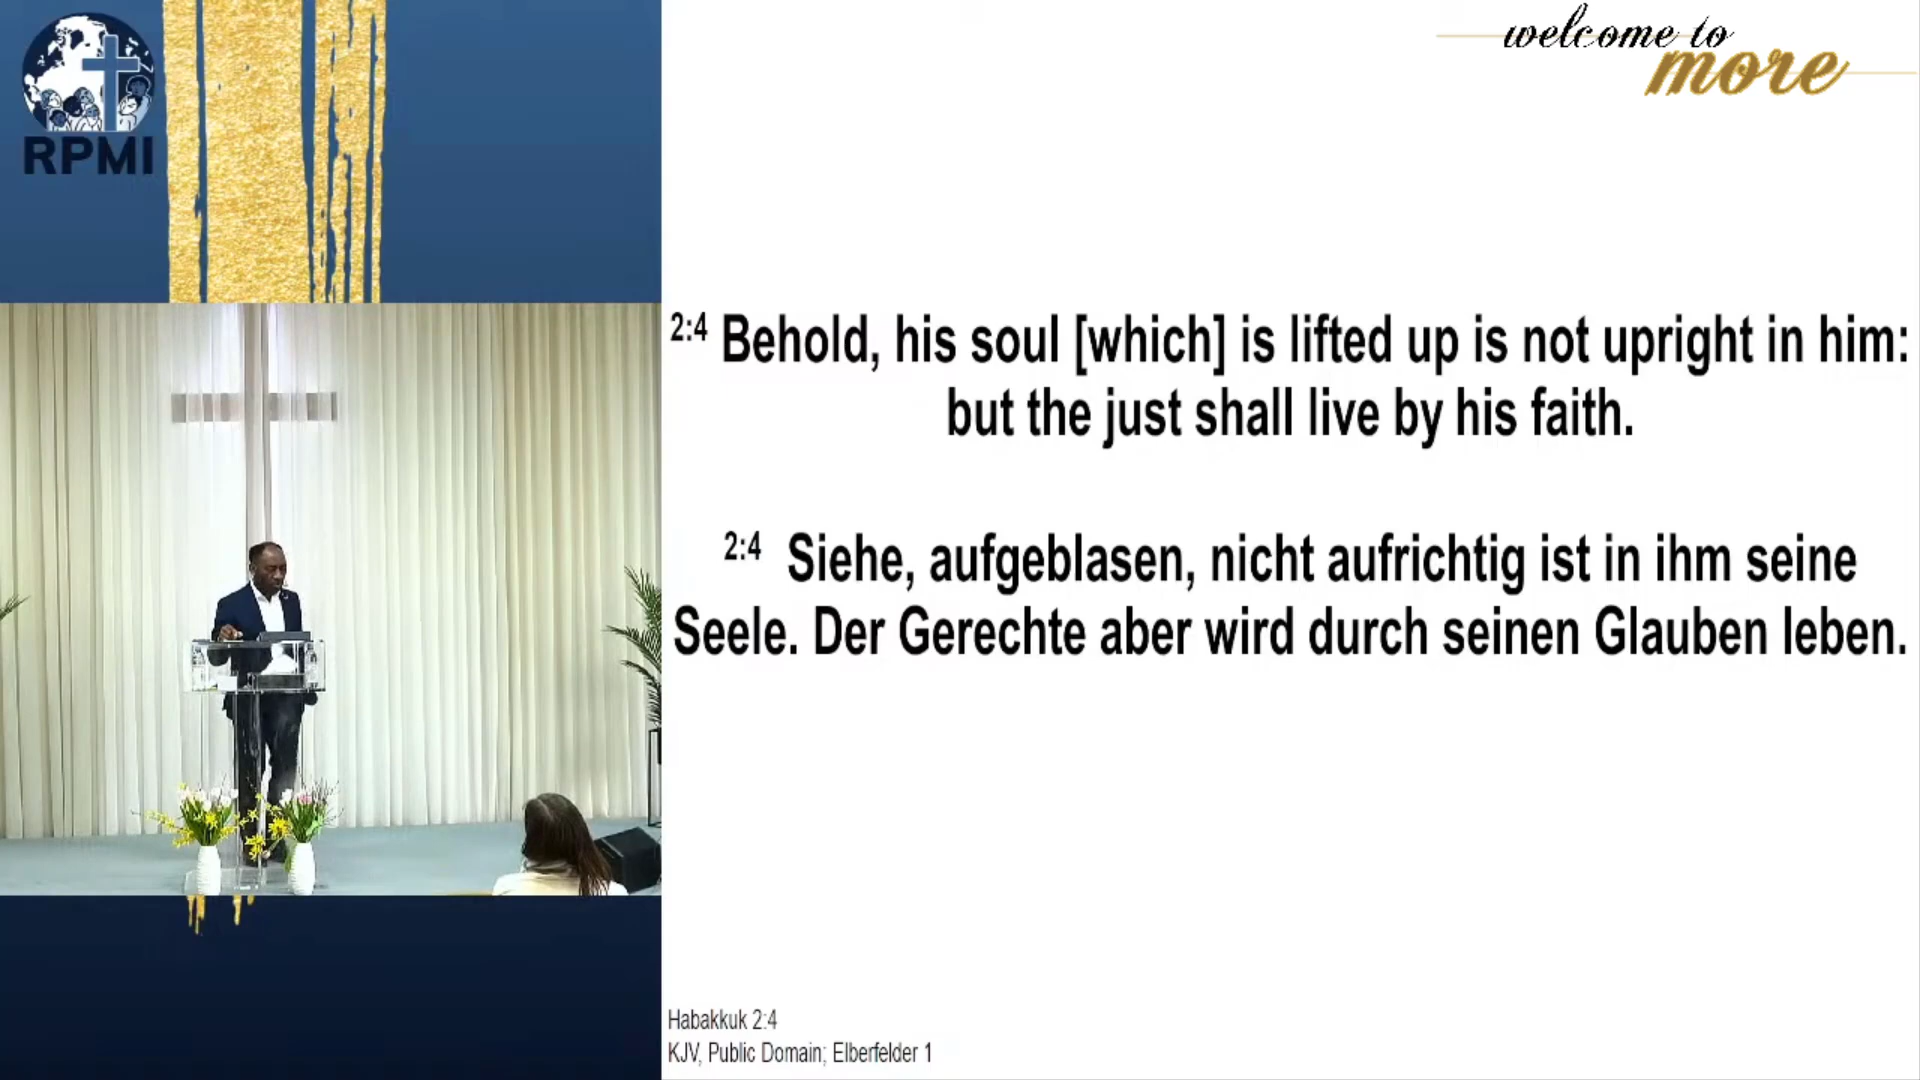 RPMI
welcome to
more
2:4 Behold, his soul [which] is lifted up is not upright in him:
but the just shall live by his faith.
2:4 Siehe, aufgeblasen, nicht aufrichtig ist in ihm seine
Seele. Der Gerechte aber wird durch seinen Glauben leben.
Habakkuk 2:4
KJV, Public Domain; Elberfelder 1